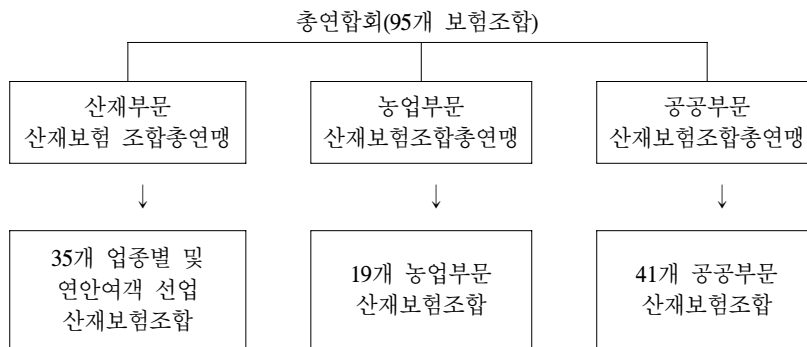 총연합회(95개 보험조합)
산재부문
산재보험 조합총연맹
농업부문
산재보험조합총연맹
공공부문
산재보험조합총연맹
↓
↓
↓
35개 업종별 및
연안여객 선업
산재보험조합
19개 농업부문
산재보험조합
41개 공공부문
산재보험조합